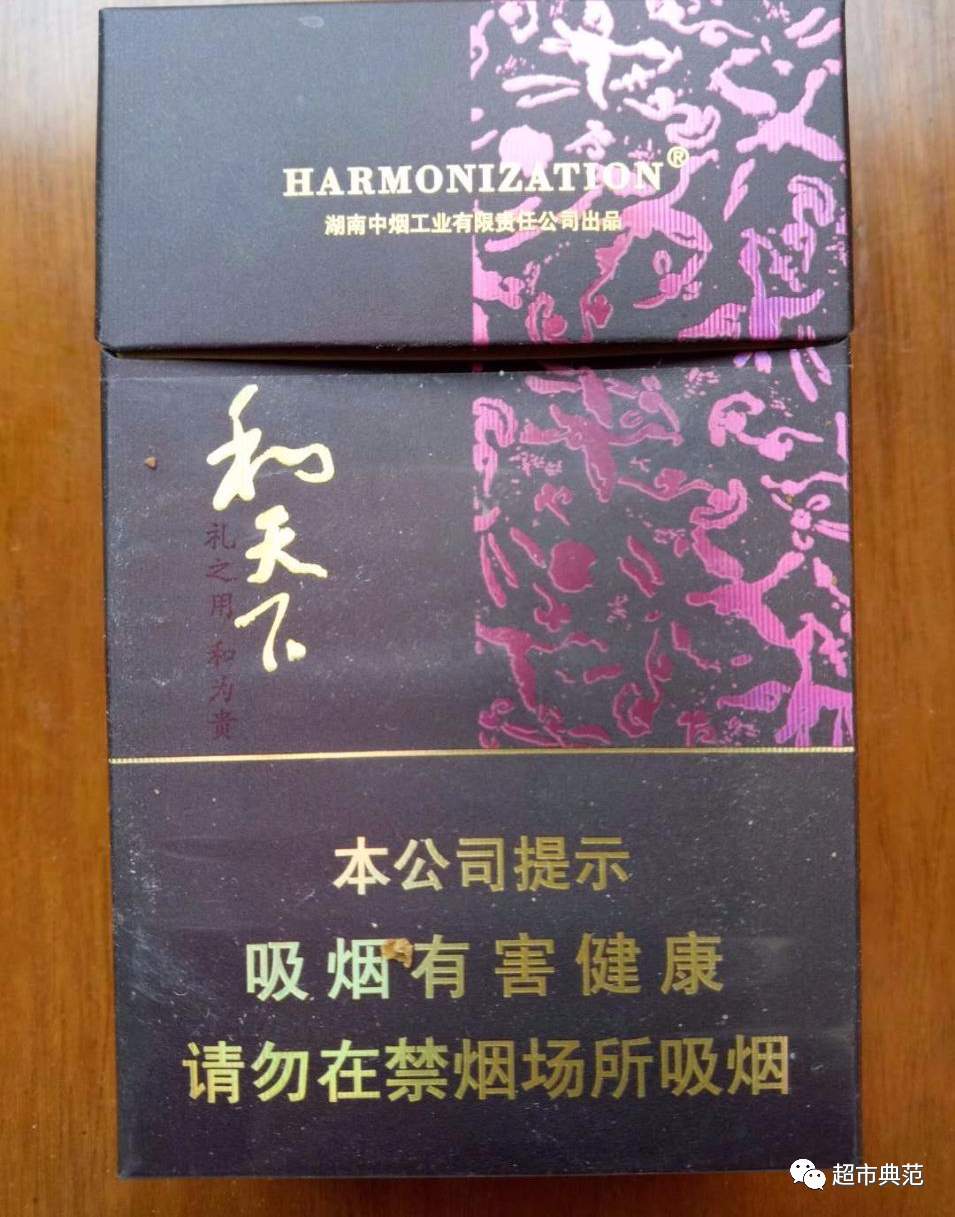 HARMONIZATION®
湖南中烟工业有限责任公司出品
和天下
礼之用 和为贵
本公司提示
吸烟有害健康
请勿在禁烟场所吸烟
超市典范